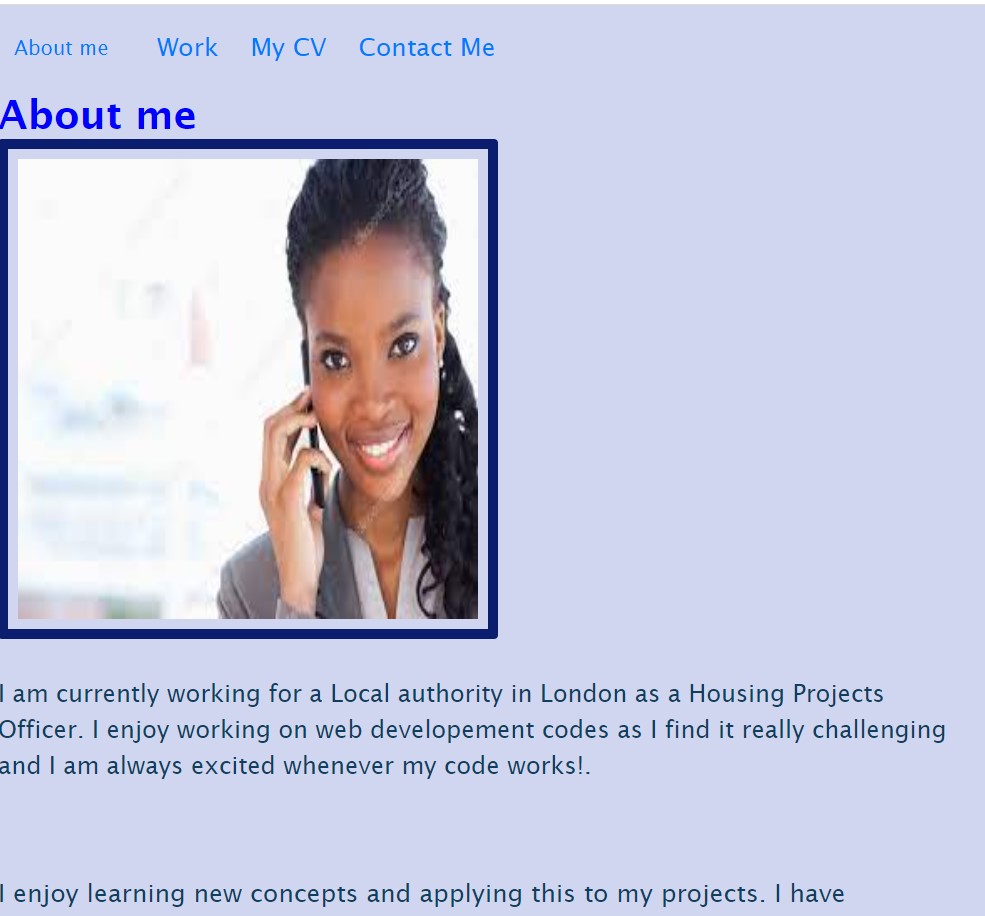 About me Work My CV Contact Me
About me
I am currently working for a Local authority in London as a Housing Projects
Officer. I enjoy working on web developement codes as I find it really challenging
and I am always excited whenever my code works!.
I enjoy learning new concepts and applying this to my projects. I have